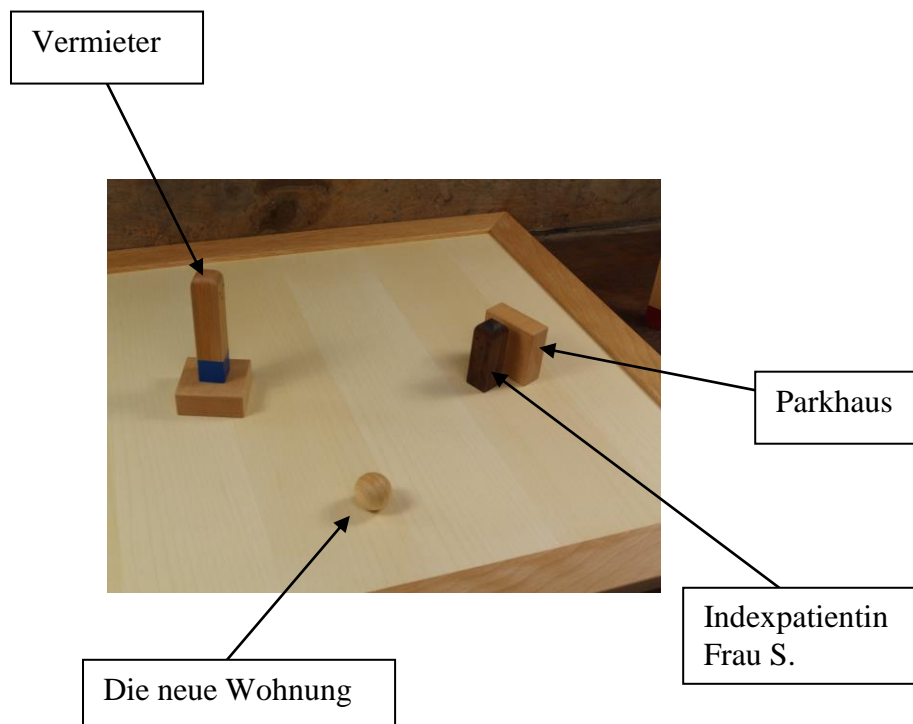 Vermieter
Parkhaus
Indexpatientin
Frau S.
Die neue Wohnung